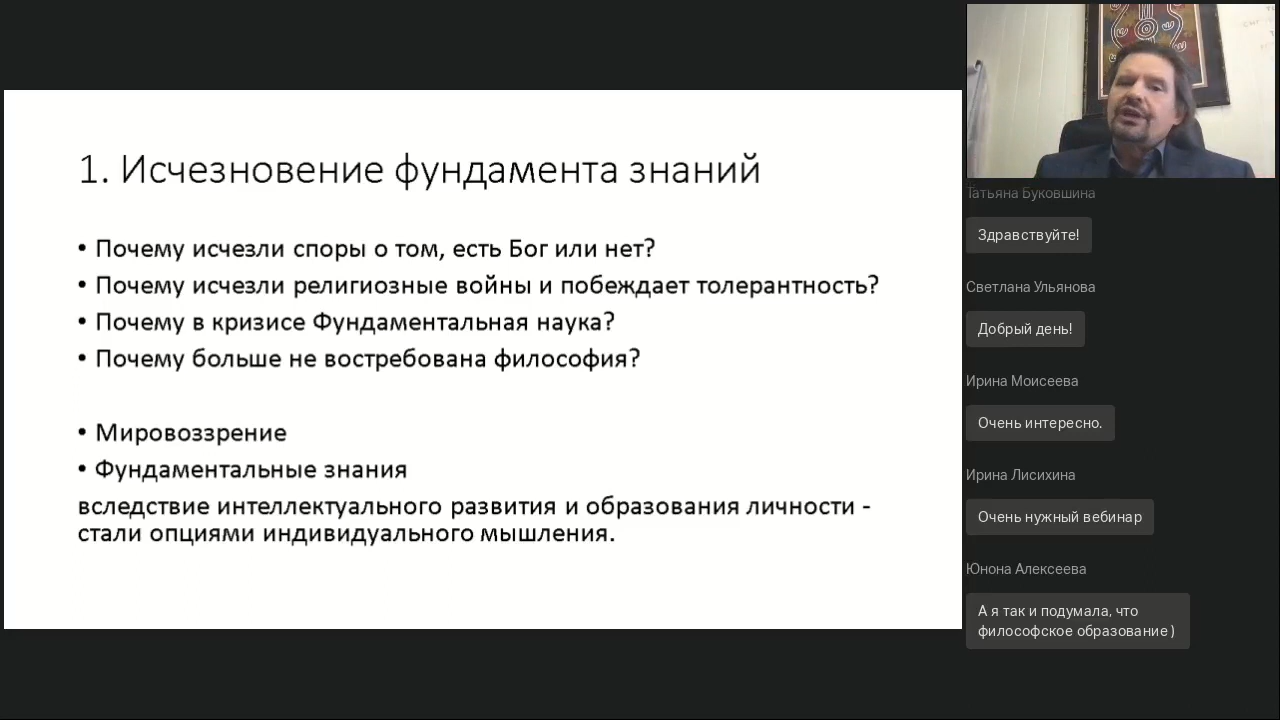 1. Исчезновение фундамента знаний
• Почему исчезли споры о том, есть Бог или нет?
• Почему исчезли религиозные войны и побеждает толерантность?
• Почему в кризисе Фундаментальная наука?
• Почему больше не востребована философия?
• Мировоззрение
• Фундаментальные знания
вследствие интеллектуального развития и образования личности -
стали опциями индивидуального мышления.
Татьяна Буковшина
Здравствуйте!
Светлана Ульянова
Добрый день!
Ирина Моисеева
Очень интересно.
Ирина Лисихина
Очень нужный вебинар
Юнона Алексеева
А я так и подумала, что
философское образование )